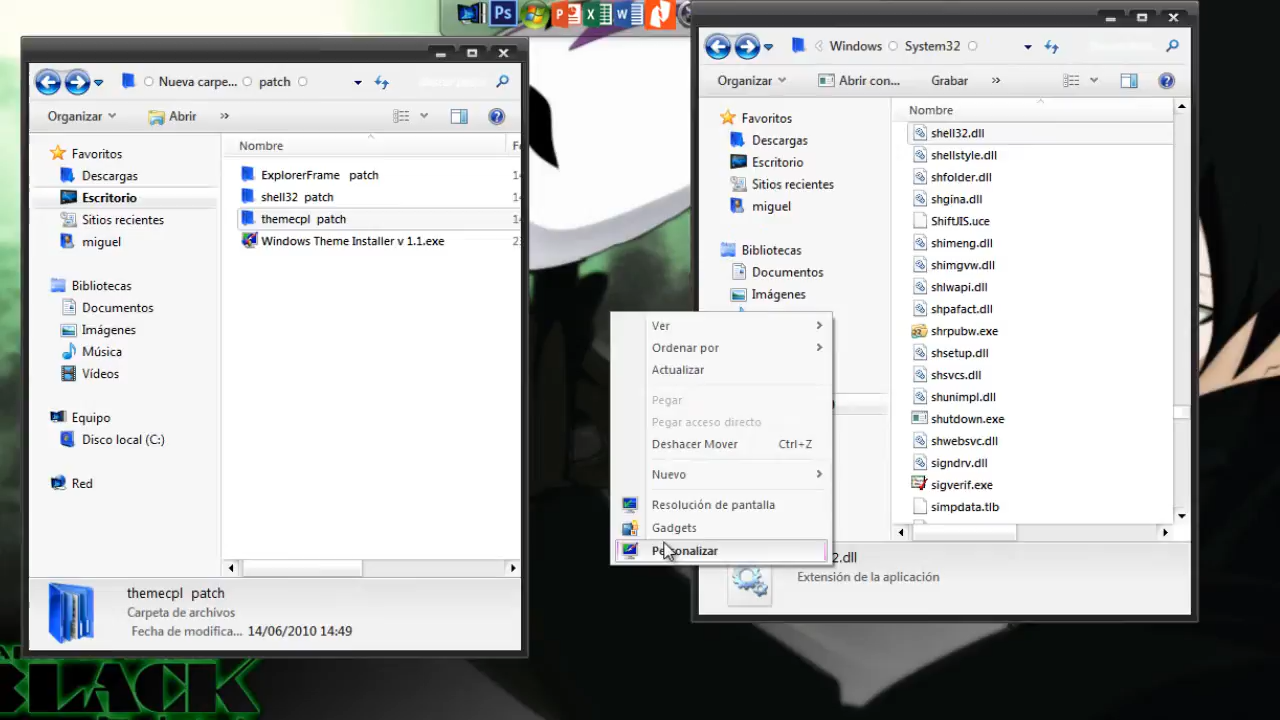 Nueva carpe... patch
Organizar Abrir »
Favoritos
Descargas
Escritorio
Sitios recientes
miguel
Bibliotecas
Documentos
Imágenes
Música
Vídeos
Equipo
Disco local (C:)
Red
Nombre
ExplorerFrame patch
shell32 patch
themecpl patch
Windows Theme Installer v 1.1.exe
themecpl patch
Carpeta de archivos
Fecha de modifica... 14/06/2010 14:49
BLACK
Ps
Windows System32
Organizar Abrir con... Grabar »
Favoritos
Descargas
Escritorio
Sitios recientes
miguel
Bibliotecas
Documentos
Imágenes
Nombre
shell32.dll
shellstyle.dll
shfolder.dll
shgina.dll
ShiftJIS.uce
shimeng.dll
shimgvw.dll
shlwapi.dll
shpafact.dll
shrpubw.exe
shsetup.dll
shsvcs.dll
shunimpl.dll
shutdown.exe
shwebsvc.dll
signdrv.dll
sigverif.exe
simpdata.tlb
2.dll
Extensión de la aplicación
Ver
Ordenar por
Actualizar
Pegar
Pegar acceso directo
Deshacer Mover Ctrl+Z
Nuevo
Resolución de pantalla
Gadgets
Personalizar